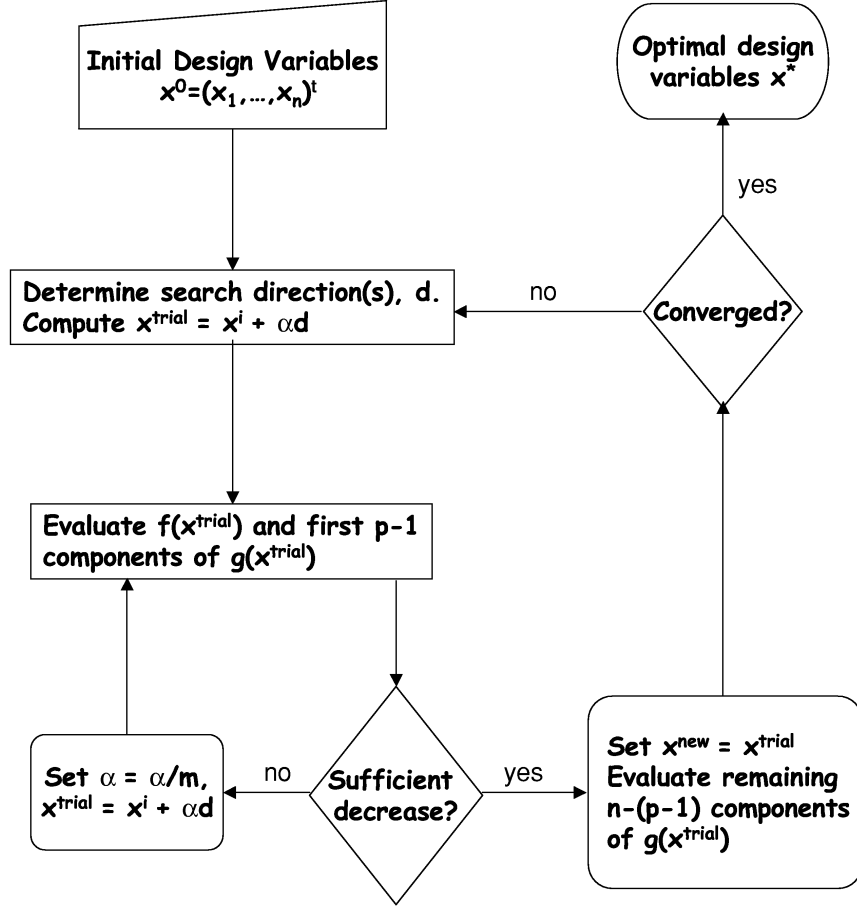 Initial Design Variables
x⁰=(x₁,...,xₙ)ᵗ
Optimal design
variables x*
yes
Determine search direction(s), d.
Compute xᵗʳⁱᵃˡ = xⁱ + αd
no
Converged?
Evaluate f(xᵗʳⁱᵃˡ) and first p-1
components of g(xᵗʳⁱᵃˡ)
Set α = α/m,
xᵗʳⁱᵃˡ = xⁱ + αd
no
Sufficient
decrease?
yes
Set xⁿᵉʷ = xᵗʳⁱᵃˡ
Evaluate remaining
n-(p-1) components
of g(xᵗʳⁱᵃˡ)